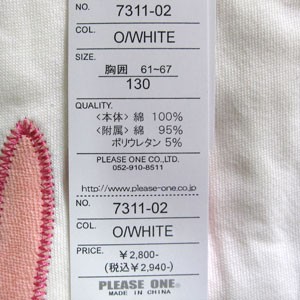 NO. 7311-02
COL. O/WHITE
SIZE.
胸囲 61~67
130
QUALITY.
<本体> 綿 100%
<附属> 綿 95%
ポリウレタン 5%
PLEASE ONE CO.,LTD.
052-910-8511
http://www.please-one.co.jp
NO. 7311-02
COL. O/WHITE
PRICE.
¥2,800-
(税込¥2,940-)
PLEASE ONE.
MADE IN CHINA